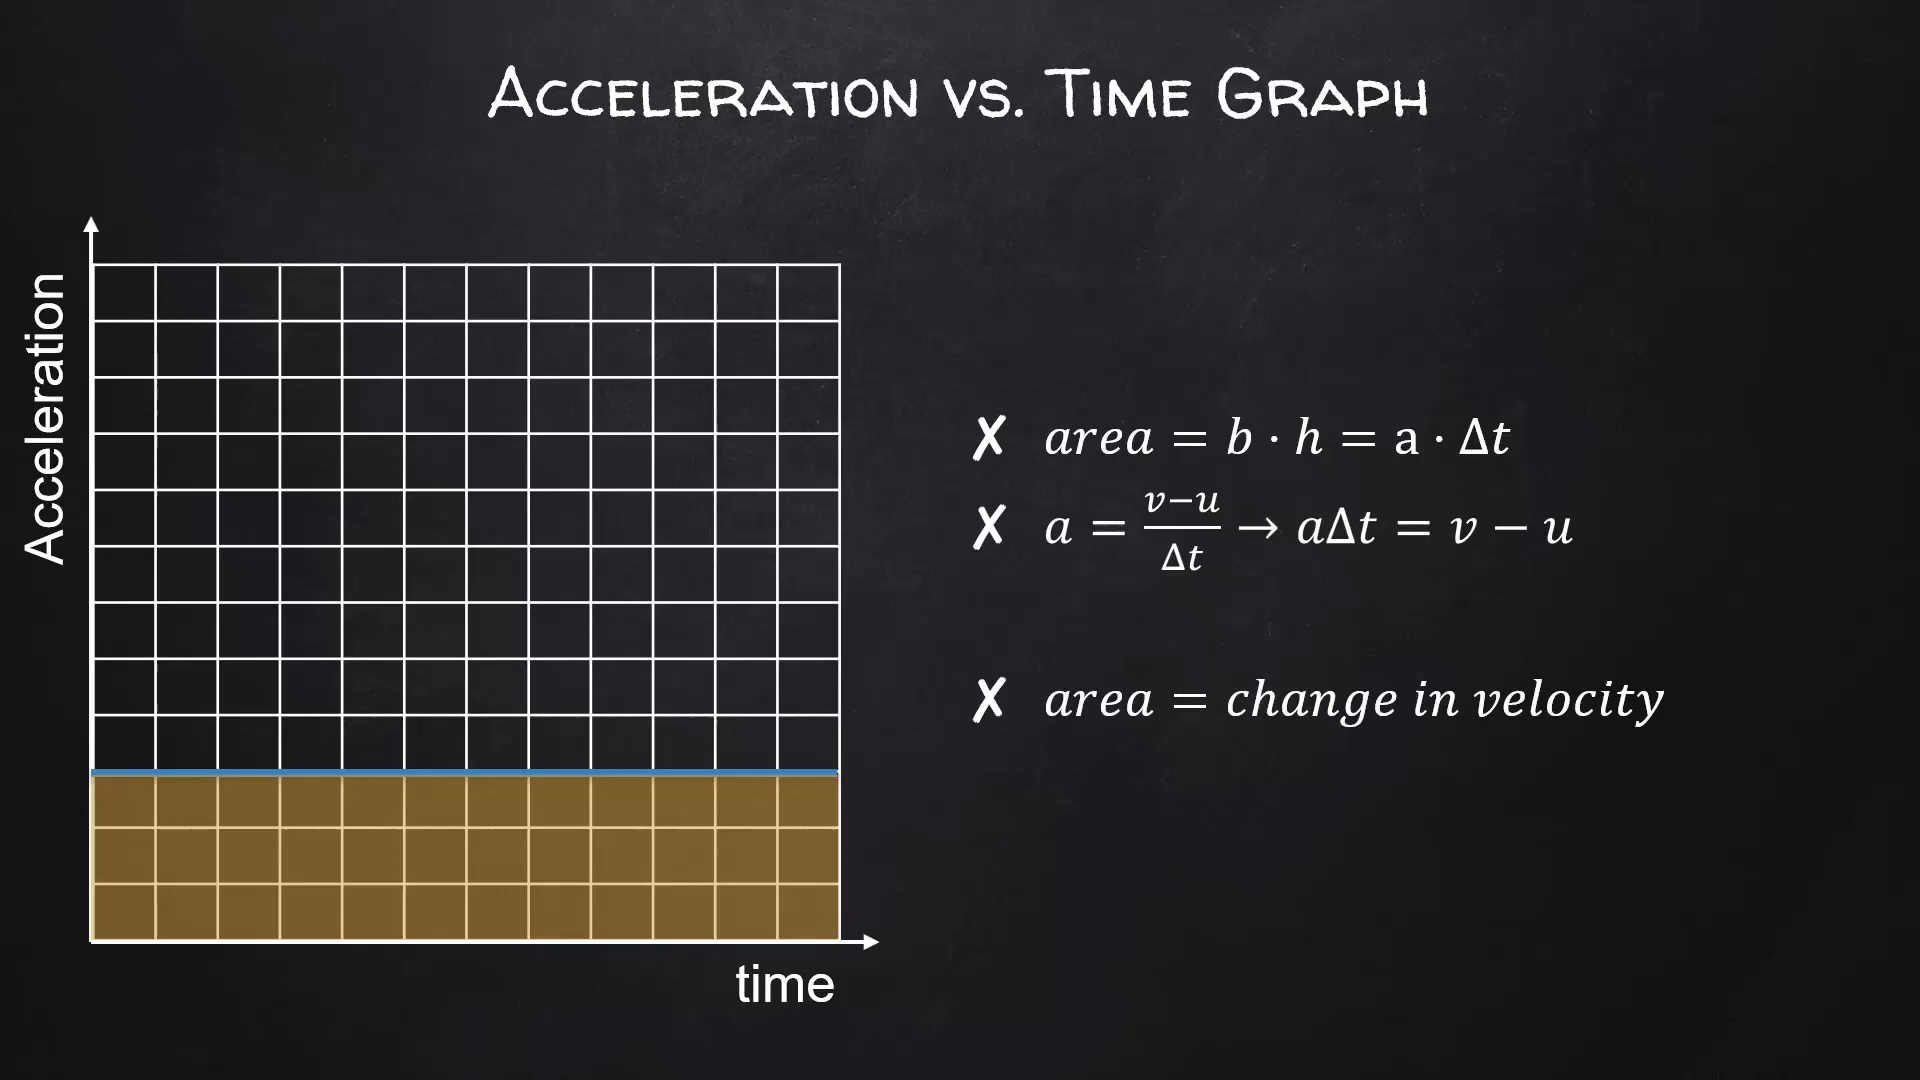 ACCELERATION VS. TIME GRAPH
Acceleration
✗ area = b · h = a · Δt
✗ a = v−u/Δt → aΔt = v − u
✗ area = change in velocity
time